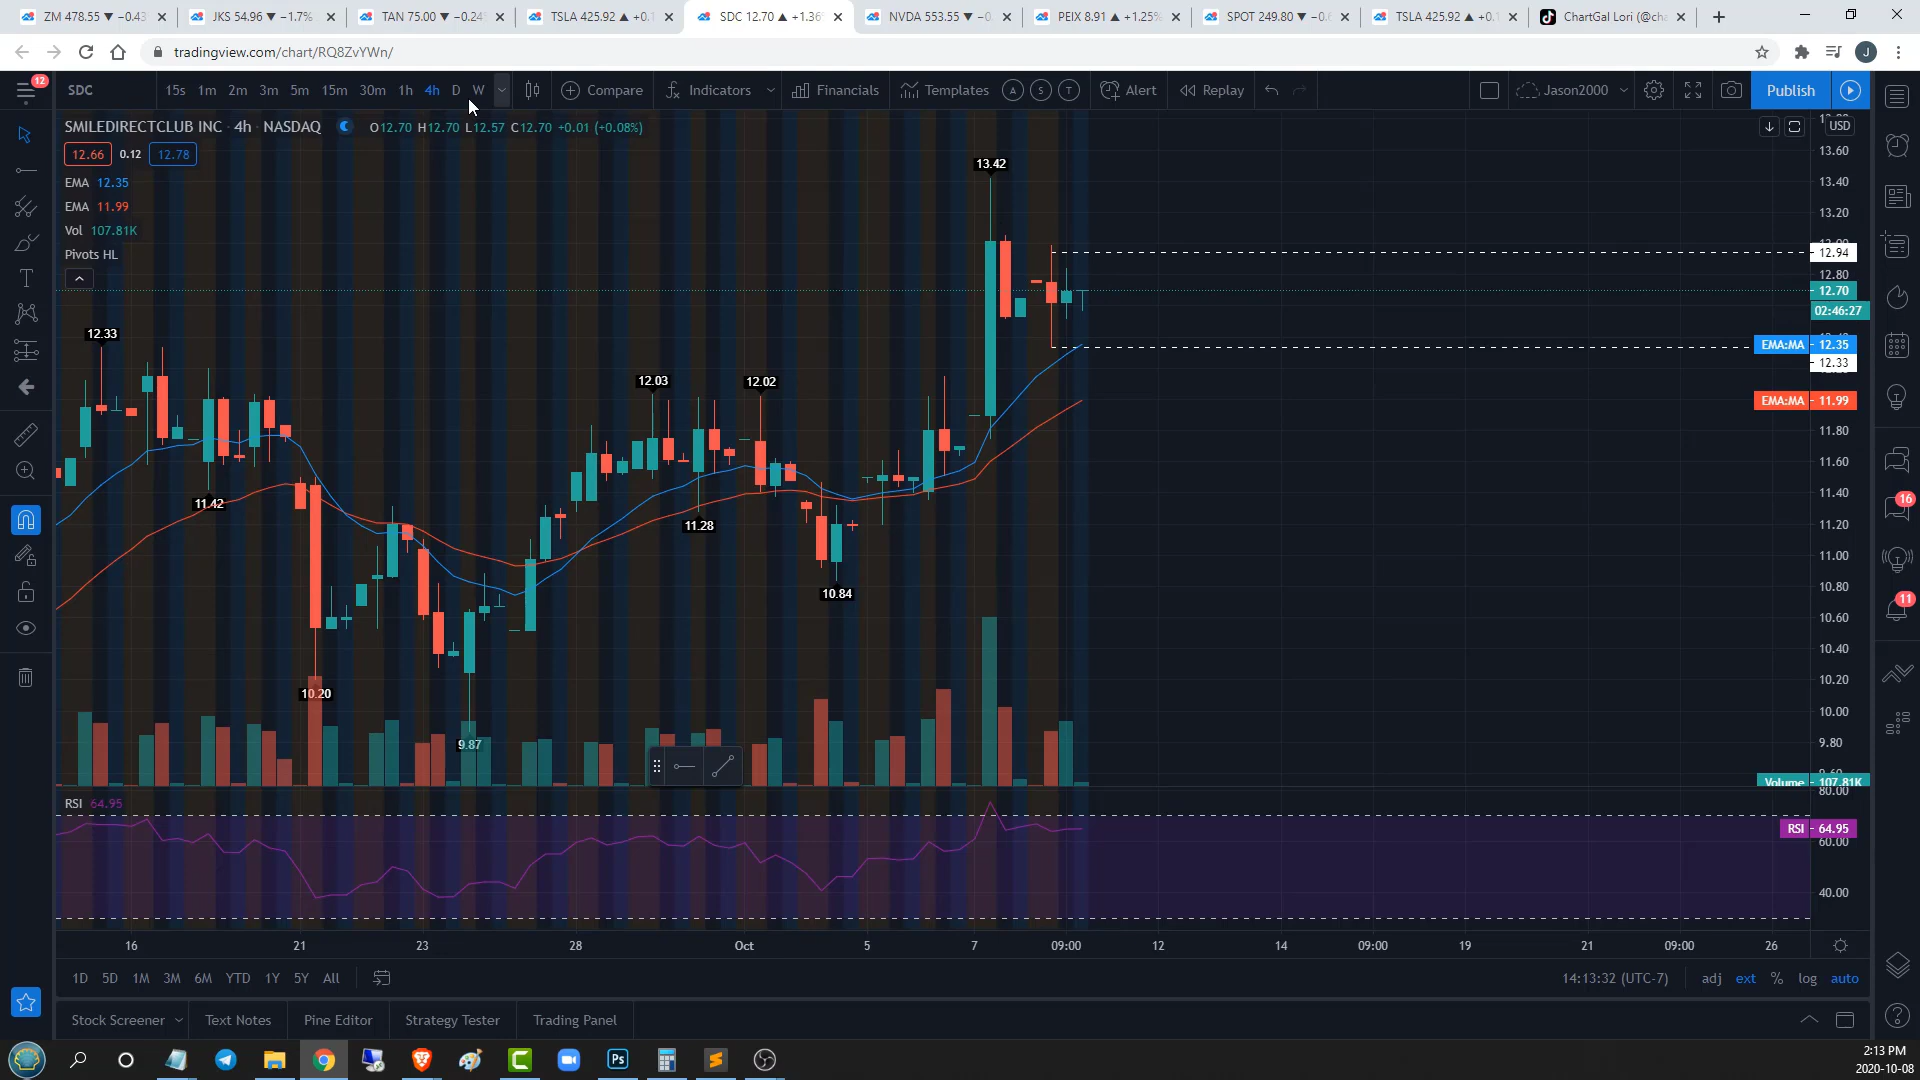 ZM 478.55 ▼ −0.43
JKS 54.96 ▼ −1.7%
TAN 75.00 ▼ −0.24
TSLA 425.92 ▲ +0.1
SDC 12.70 ▲ +1.36
NVDA 553.55 ▼ −0.
PEIX 8.91 ▲ +1.25%
SPOT 249.80 ▼ −0.
TSLA 425.92 ▲ +0.1
ChartGal Lori (@cha
tradingview.com/chart/RQ8ZvYWn/
J
12
SDC
15s 1m 2m 3m 5m 15m 30m 1h 4h D W
Compare
Indicators
Financials
Templates
A S T
Alert
Replay
Jason2000
Publish
SMILEDIRECTCLUB INC · 4h · NASDAQ
O12.70 H12.70 L12.57 C12.70 +0.01 (+0.08%)
USD
12.66 0.12 12.78
EMA 12.35
EMA 11.99
Vol 107.81K
Pivots HL
13.42
12.33
12.03
12.02
11.42
11.28
10.84
10.20
9.87
13.60
13.40
13.20
12.94
12.80
12.70
02:46:27
EMA:MA 12.35
12.33
EMA:MA 11.99
11.80
11.60
11.40
11.20
11.00
10.80
10.60
10.40
10.20
10.00
9.80
Volume 107.81K
80.00
RSI 64.95
RSI 64.95
60.00
40.00
16 21 23 28 Oct 5 7 09:00 12 14 09:00 19 21 09:00 26
1D 5D 1M 3M 6M YTD 1Y 5Y All
14:13:32 (UTC-7)
adj ext % log auto
Stock Screener
Text Notes
Pine Editor
Strategy Tester
Trading Panel
16
11
Ps
2:13 PM
2020-10-08